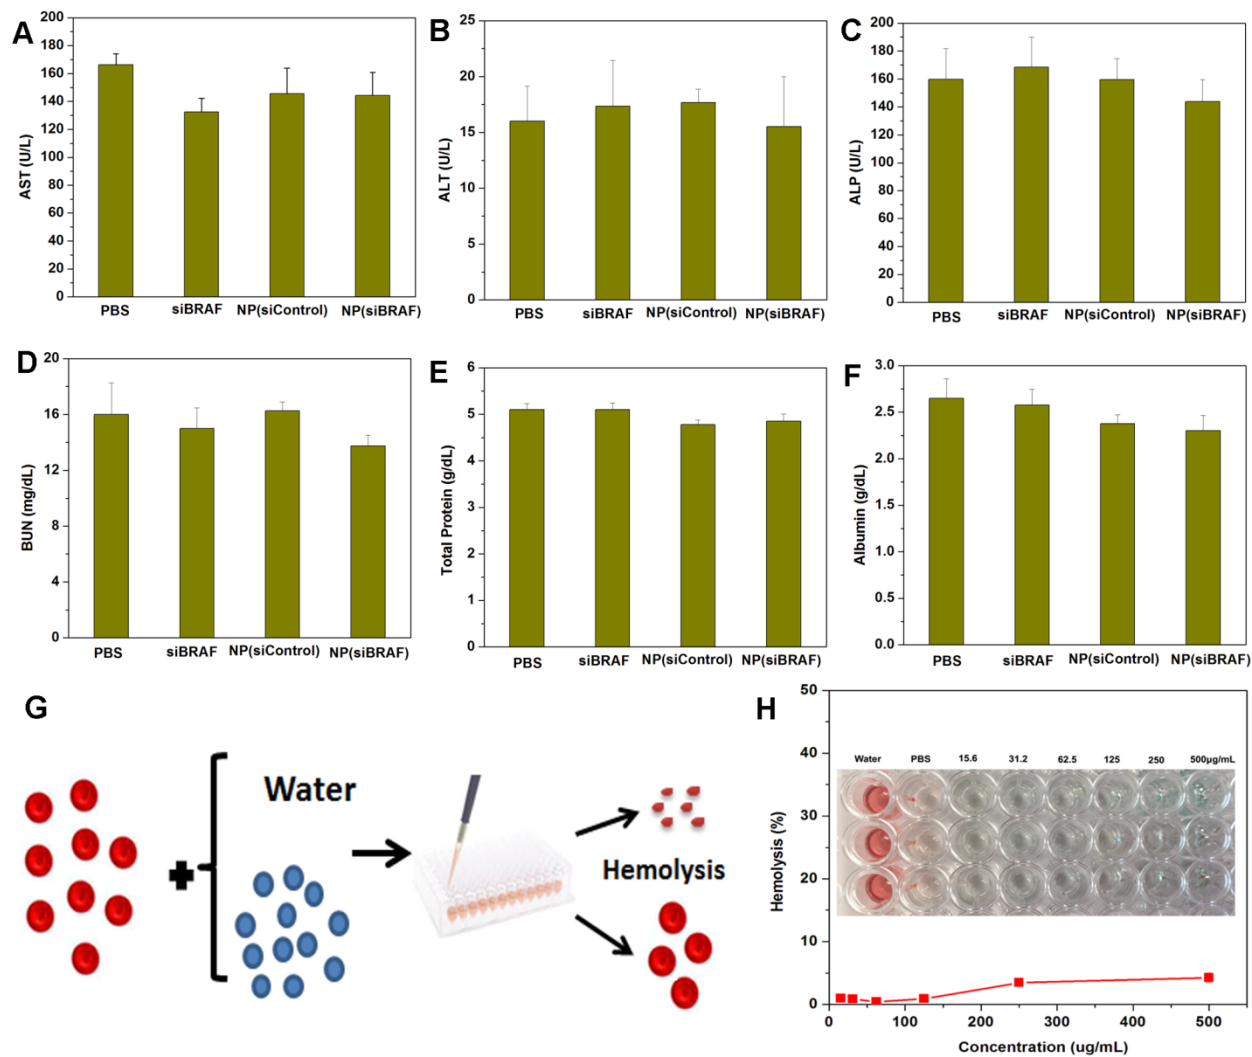 A
AST (U/L)
180
200
160
140
120
100
80
60
40
20
0
PBS
siBRAF
NP(siControl)
NP(siBRAF)
B
ALT (U/L)
25
20
15
10
5
0
PBS
siBRAF
NP(siControl)
NP(siBRAF)
C
ALP (U/L)
200
180
160
140
120
100
80
60
40
20
0
PBS
siBRAF
NP(siControl)
NP(siBRAF)
D
BUN (mg/dL)
20
16
12
8
4
0
PBS
siBRAF
NP(siControl)
NP(siBRAF)
E
Total Protein (g/dL)
6
5
4
3
2
1
0
PBS
siBRAF
NP(siControl)
NP(siBRAF)
F
Albumin (g/dL)
3.0
2.5
2.0
1.5
1.0
0.5
0.0
PBS
siBRAF
NP(siControl)
NP(siBRAF)
G
Water
Hemolysis
H
Hemolysis (%)
50
40
30
20
10
0
Water PBS 15.6 31.2 62.5 125 250 500µg/mL
0 100 200 300 400 500
Concentration (ug/mL)